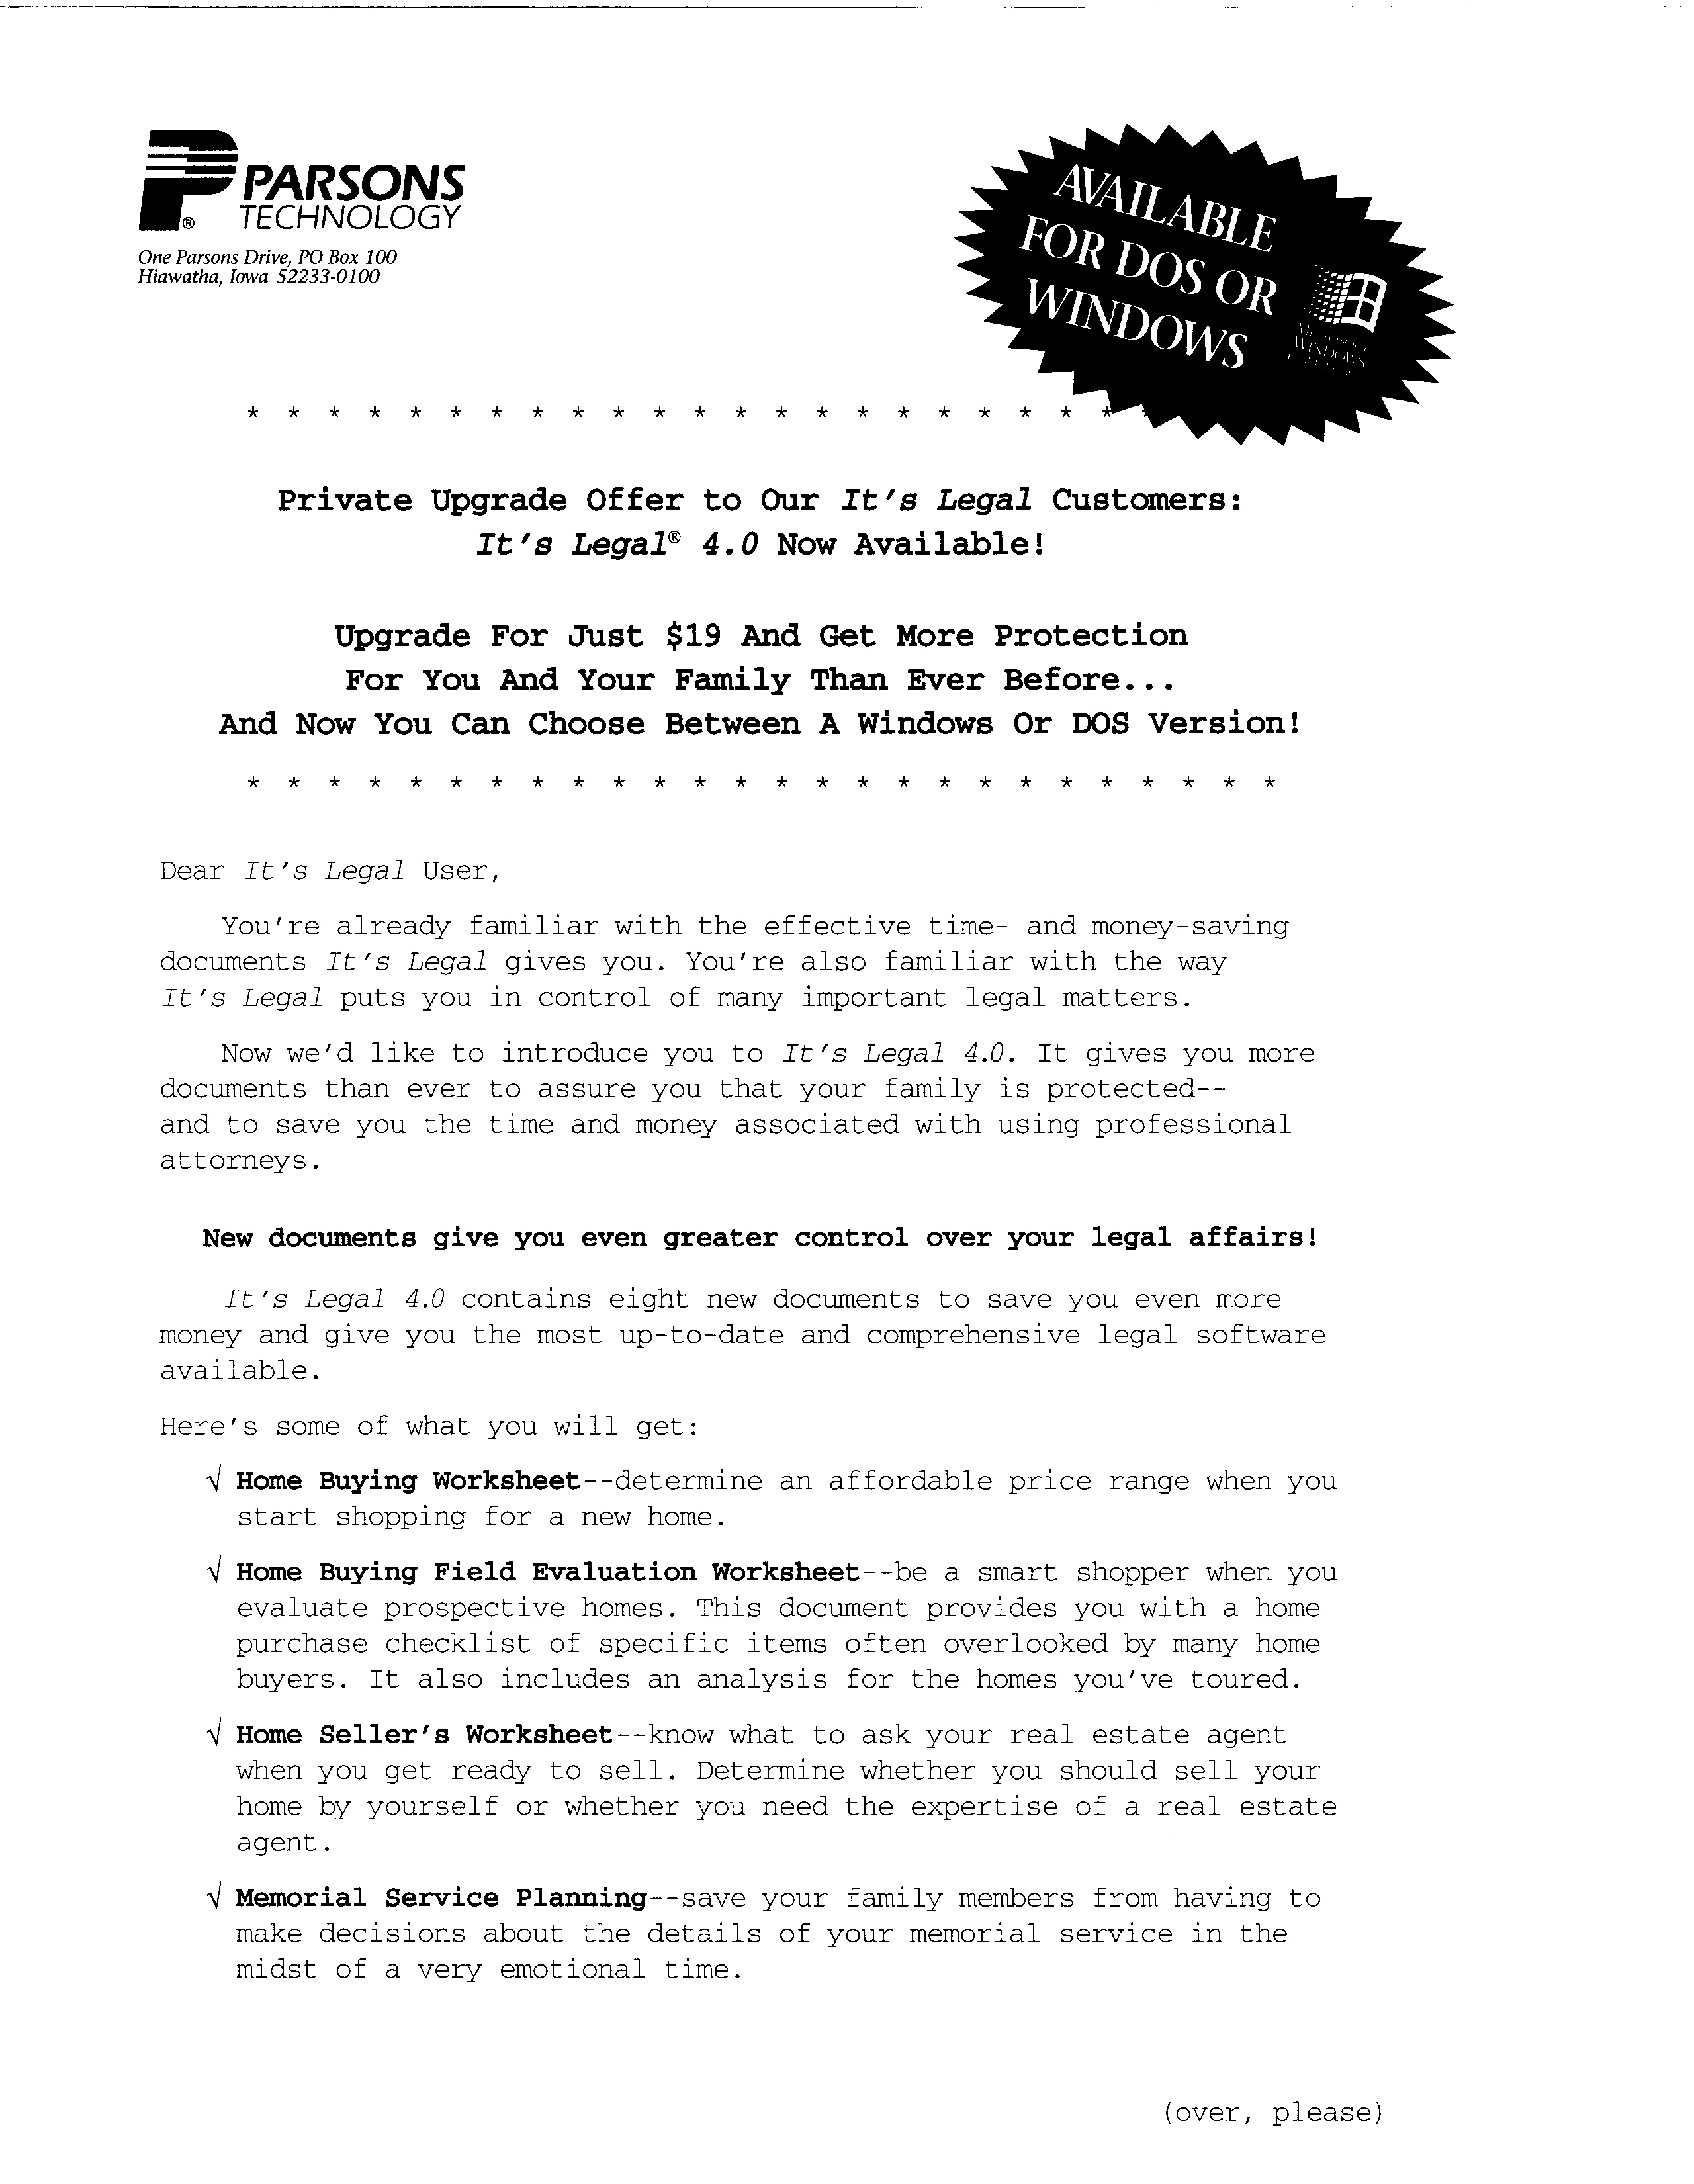 PARSONS
TECHNOLOGY
®
One Parsons Drive, PO Box 100
Hiawatha, Iowa 52233-0100
AVAILABLE
FOR DOS OR
WINDOWS
WINDOWS
* * * * * * * * * * * * * * * * * * * * * * *
Private Upgrade Offer to Our It's Legal Customers:
It's Legal® 4.0 Now Available!
Upgrade For Just $19 And Get More Protection
For You And Your Family Than Ever Before...
And Now You Can Choose Between A Windows Or DOS Version!
* * * * * * * * * * * * * * * * * * * * * * * * * *
Dear It's Legal User,
You're already familiar with the effective time- and money-saving
documents It's Legal gives you. You're also familiar with the way
It's Legal puts you in control of many important legal matters.
Now we'd like to introduce you to It's Legal 4.0. It gives you more
documents than ever to assure you that your family is protected--
and to save you the time and money associated with using professional
attorneys.
New documents give you even greater control over your legal affairs!
It's Legal 4.0 contains eight new documents to save you even more
money and give you the most up-to-date and comprehensive legal software
available.
Here's some of what you will get:
√ Home Buying Worksheet--determine an affordable price range when you
start shopping for a new home.
√ Home Buying Field Evaluation Worksheet--be a smart shopper when you
evaluate prospective homes. This document provides you with a home
purchase checklist of specific items often overlooked by many home
buyers. It also includes an analysis for the homes you've toured.
√ Home Seller's Worksheet--know what to ask your real estate agent
when you get ready to sell. Determine whether you should sell your
home by yourself or whether you need the expertise of a real estate
agent.
√ Memorial Service Planning--save your family members from having to
make decisions about the details of your memorial service in the
midst of a very emotional time.
(over, please)